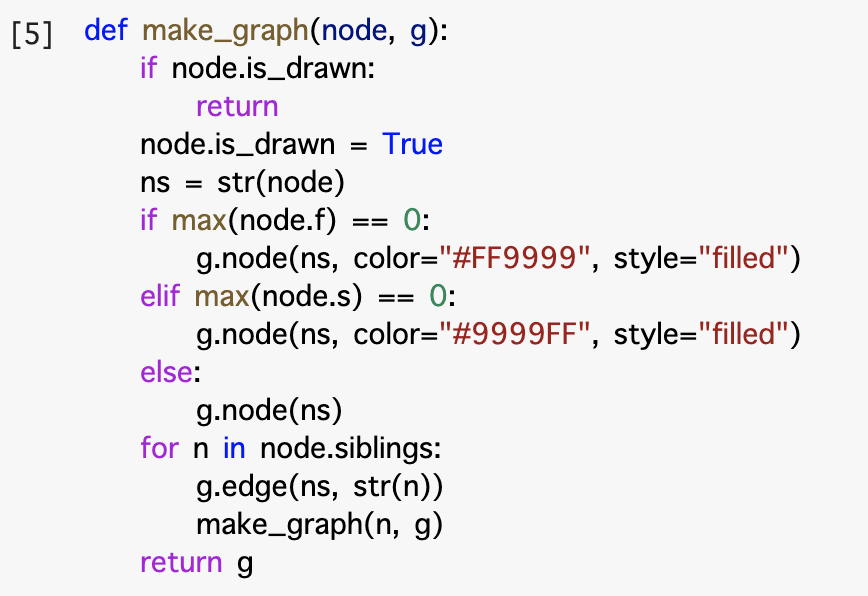 [5] def make_graph(node, g):
    if node.is_drawn:
        return
    node.is_drawn = True
    ns = str(node)
    if max(node.f) == 0:
        g.node(ns, color="#FF9999", style="filled")
    elif max(node.s) == 0:
        g.node(ns, color="#9999FF", style="filled")
    else:
        g.node(ns)
    for n in node.siblings:
        g.edge(ns, str(n))
        make_graph(n, g)
    return g